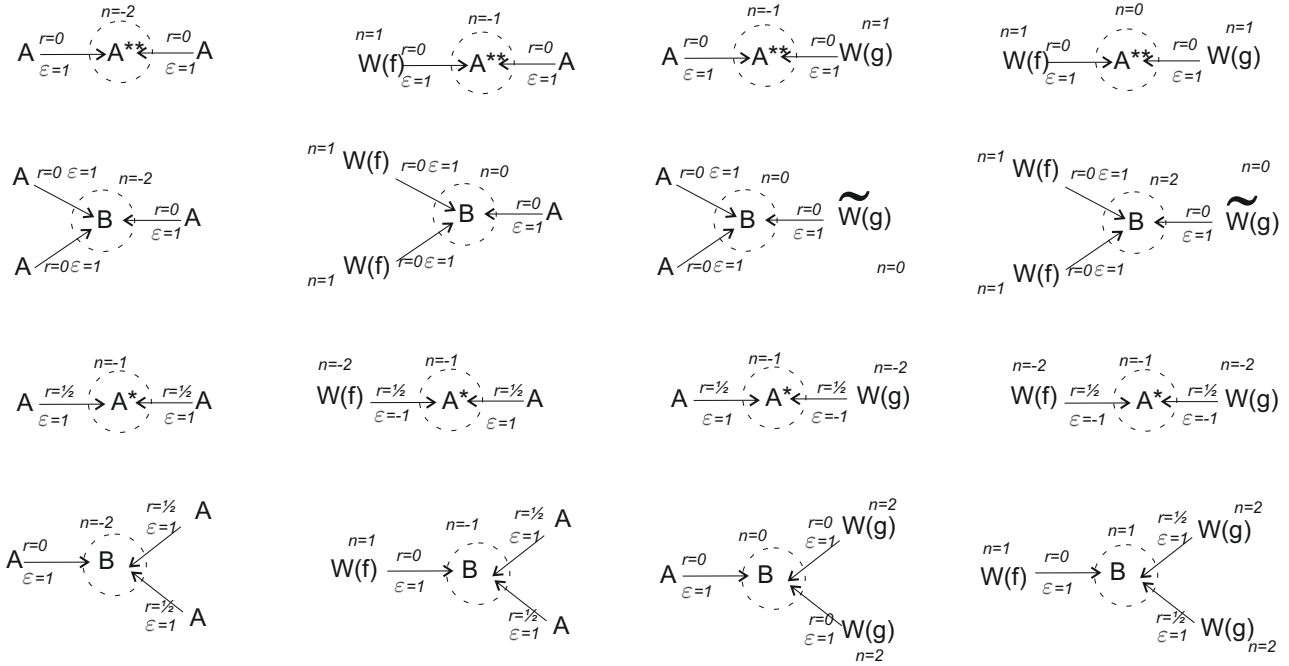 n=-2
A r=0 ε=1 A** r=0 ε=1 A
n=1 n=-1
W(f) r=0 ε=1 A** r=0 ε=1 A
n=-1 n=1
A r=0 ε=1 A** r=0 ε=1 W(g)
n=1 n=0 n=1
W(f) r=0 ε=1 A** r=0 ε=1 W(g)
A r=0 ε=1 n=-2
B r=0 ε=1 A
A r=0 ε=1
n=1 W(f) r=0 ε=1 n=0
B r=0 ε=1 A
n=1 W(f) r=0 ε=1
A r=0 ε=1 n=0
B r=0 ε=1 W̃(g)
A r=0 ε=1 n=0
n=1 W(f) r=0 ε=1 n=2 n=0
B r=0 ε=1 W̃(g)
n=1 W(f) r=0 ε=1
n=-1
A r=½ ε=1 A* r=½ ε=1 A
n=-2 n=-1
W(f) r=½ ε=-1 A* r=½ ε=1 A
n=-1 n=-2
A r=½ ε=1 A* r=½ ε=-1 W(g)
n=-2 n=-1 n=-2
W(f) r=½ ε=-1 A* r=½ ε=-1 W(g)
n=-2 r=½ ε=1 A
A r=0 ε=1 B
r=½ ε=1 A
n=1 n=-1 r=½ ε=1 A
W(f) r=0 ε=1 B
r=½ ε=1 A
n=0 r=0 ε=1 W(g) n=2
A r=0 ε=1 B
r=0 ε=1 W(g) n=2
n=1 n=1 r=½ ε=1 W(g) n=2
W(f) r=0 ε=1 B
r=½ ε=1 W(g) n=2